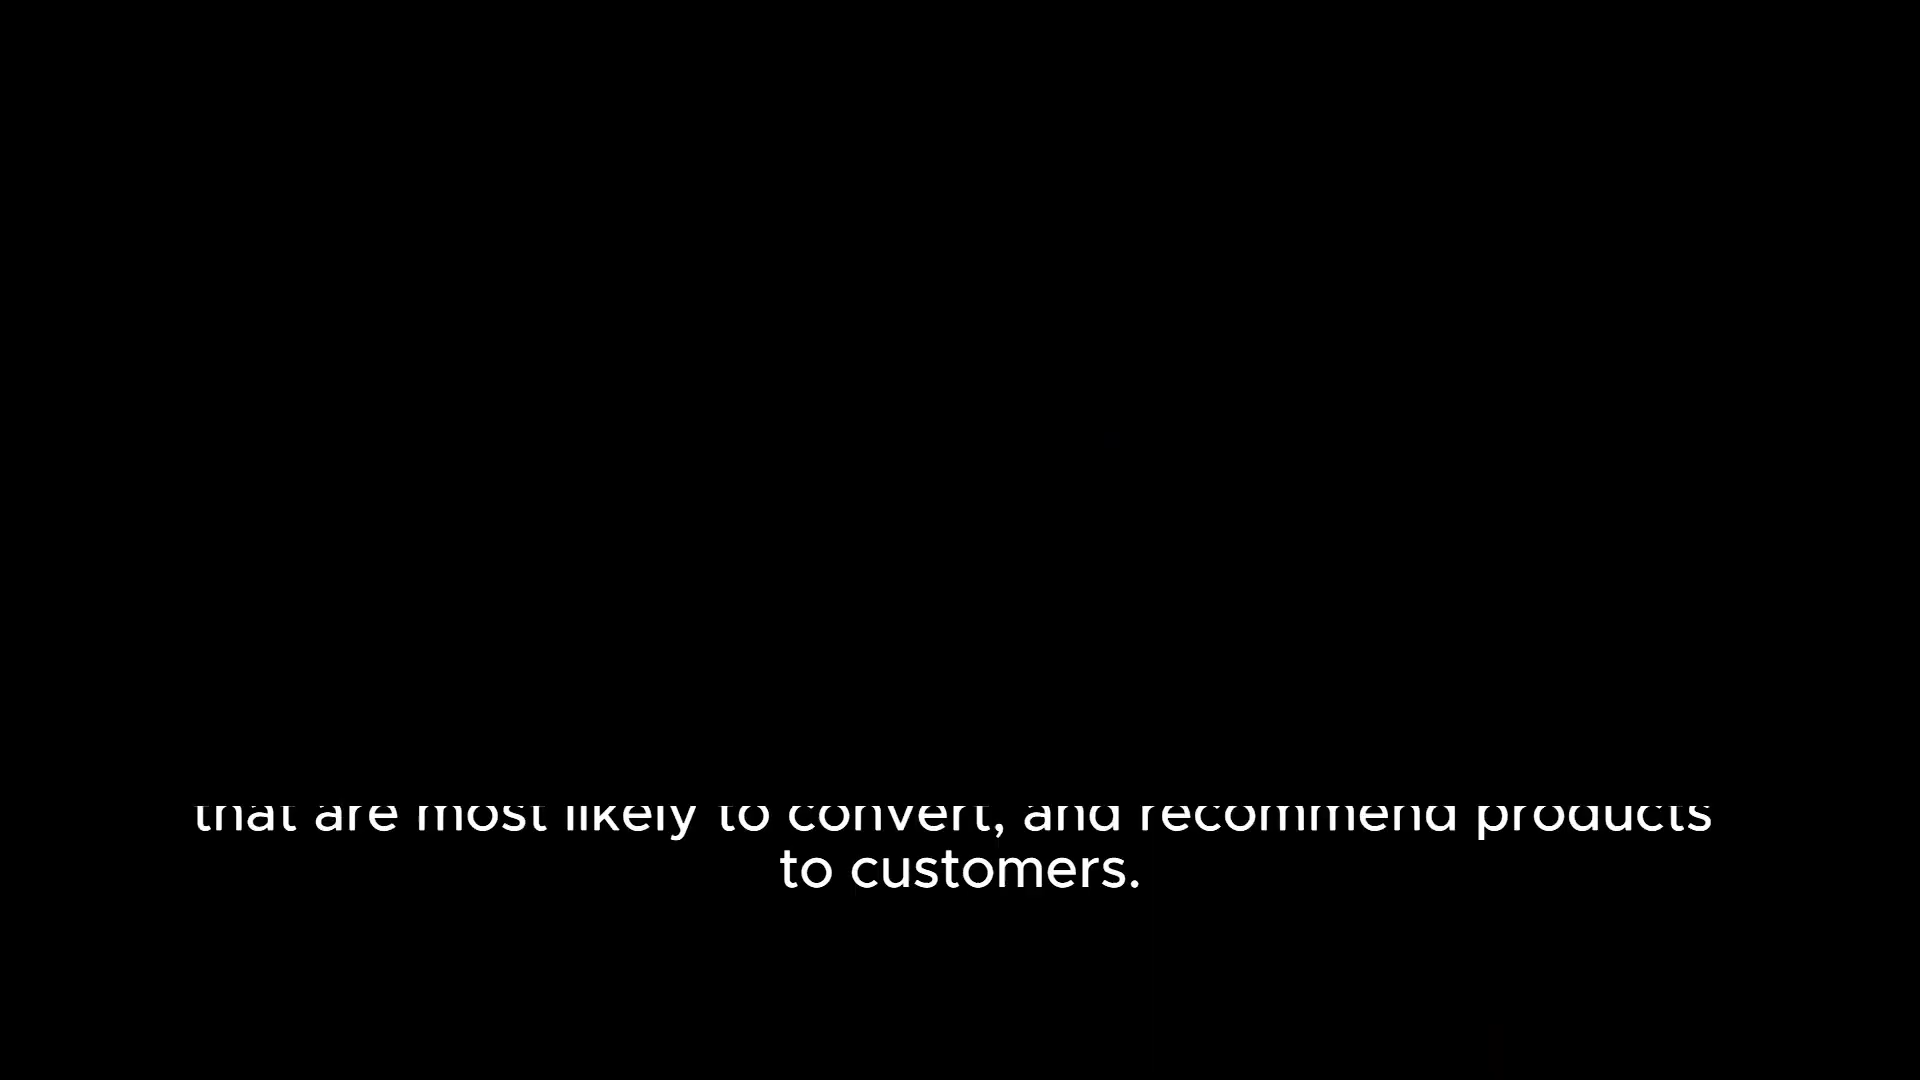 that are most likely to convert, and recommend products
to customers.